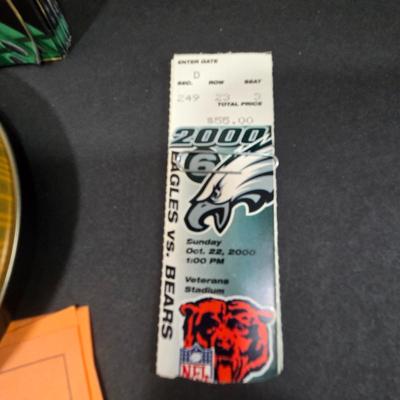 ENTER GATE
D
SEC. ROW SEAT
249 23 3
TOTAL PRICE
$55.00
2000
6
EAGLES VS. BEARS
Sunday
Oct. 22, 2000
1:00 PM
Veterans
Stadium
NFL